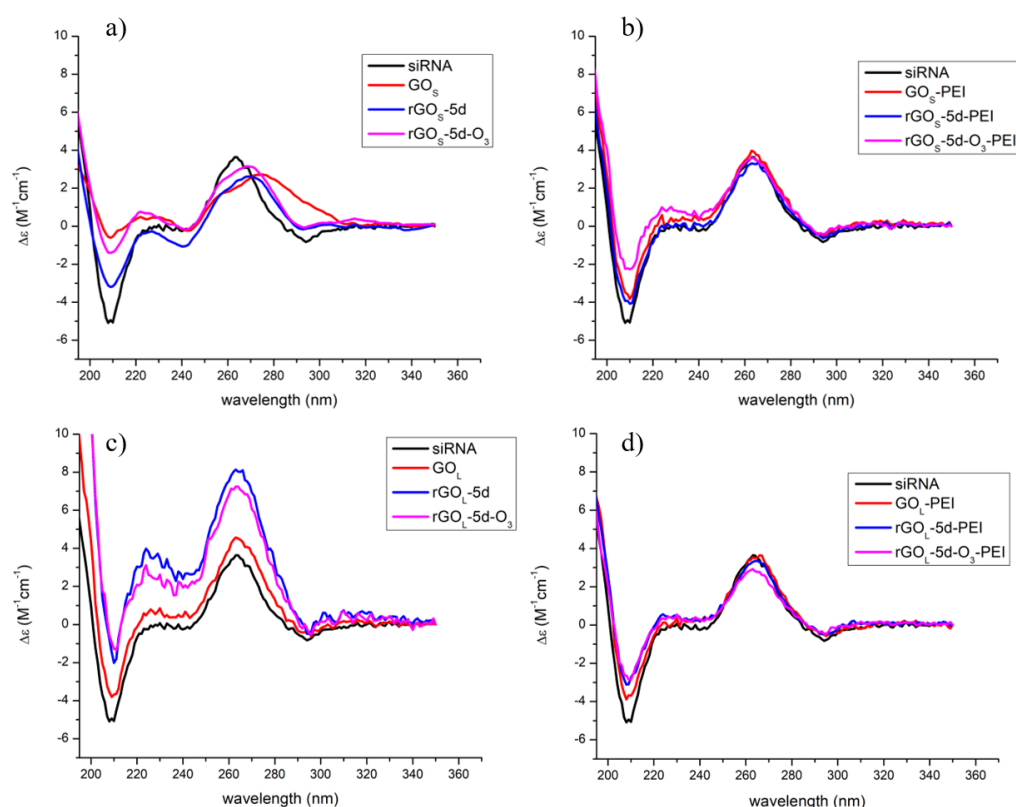 a)
siRNA
GOS
rGOS-5d
rGOS-5d-O3
10
8
6
4
2
0
-2
-4
-6
Δε (M-1cm-1)
200 220 240 260 280 300 320 340 360
wavelength (nm)
b)
siRNA
GOS-PEI
rGOS-5d-PEI
rGOS-5d-O3-PEI
10
8
6
4
2
0
-2
-4
-6
Δε (M-1cm-1)
200 220 240 260 280 300 320 340 360
wavelength (nm)
c)
siRNA
GOL
rGOL-5d
rGOL-5d-O3
10
8
6
4
2
0
-2
-4
-6
Δε (M-1cm-1)
200 220 240 260 280 300 320 340 360
wavelength (nm)
d)
siRNA
GOL-PEI
rGOL-5d-PEI
rGOL-5d-O3-PEI
10
8
6
4
2
0
-2
-4
-6
Δε (M-1cm-1)
200 220 240 260 280 300 320 340 360
wavelength (nm)